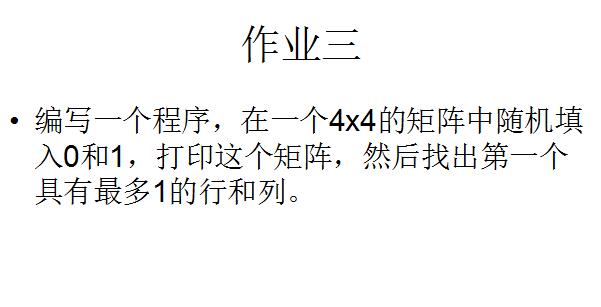 作业三
• 编写一个程序，在一个4x4的矩阵中随机填
入0和1，打印这个矩阵，然后找出第一个
具有最多1的行和列。